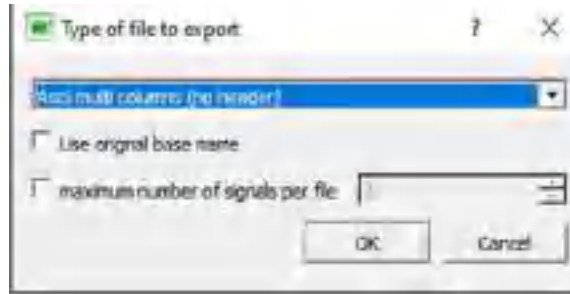 Type of file to export ?
Ascii multi columns (no header)
Use orignal base name
maximum number of signals per file
OK Cancel